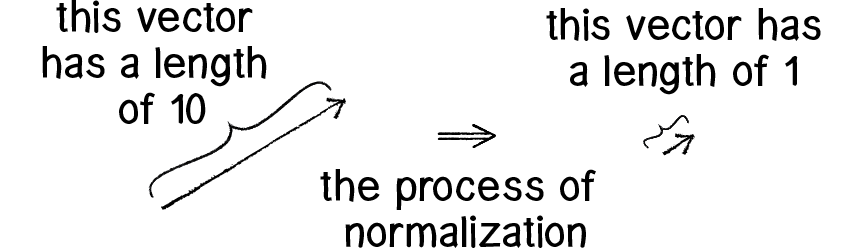 this vector
has a length
of 10
this vector has
a length of 1
the process of
normalization